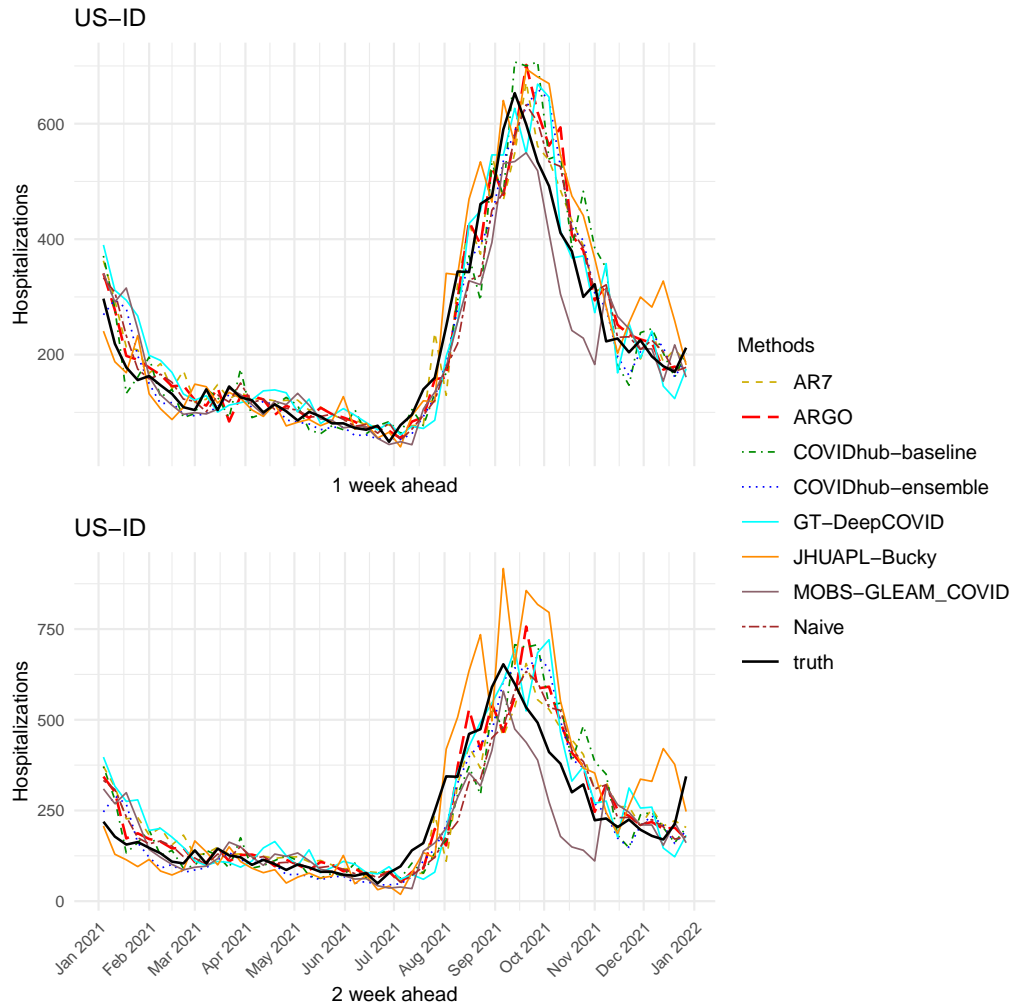 US−ID
600
400
200
Hospitalizations
1 week ahead
US−ID
750
500
250
0
Hospitalizations
Jan 2021
Feb 2021
Mar 2021
Apr 2021
May 2021
Jun 2021
Jul 2021
Aug 2021
Sep 2021
Oct 2021
Nov 2021
Dec 2021
Jan 2022
2 week ahead
Methods
AR7
ARGO
COVIDhub−baseline
COVIDhub−ensemble
GT−DeepCOVID
JHUAPL−Bucky
MOBS−GLEAM_COVID
Naive
truth